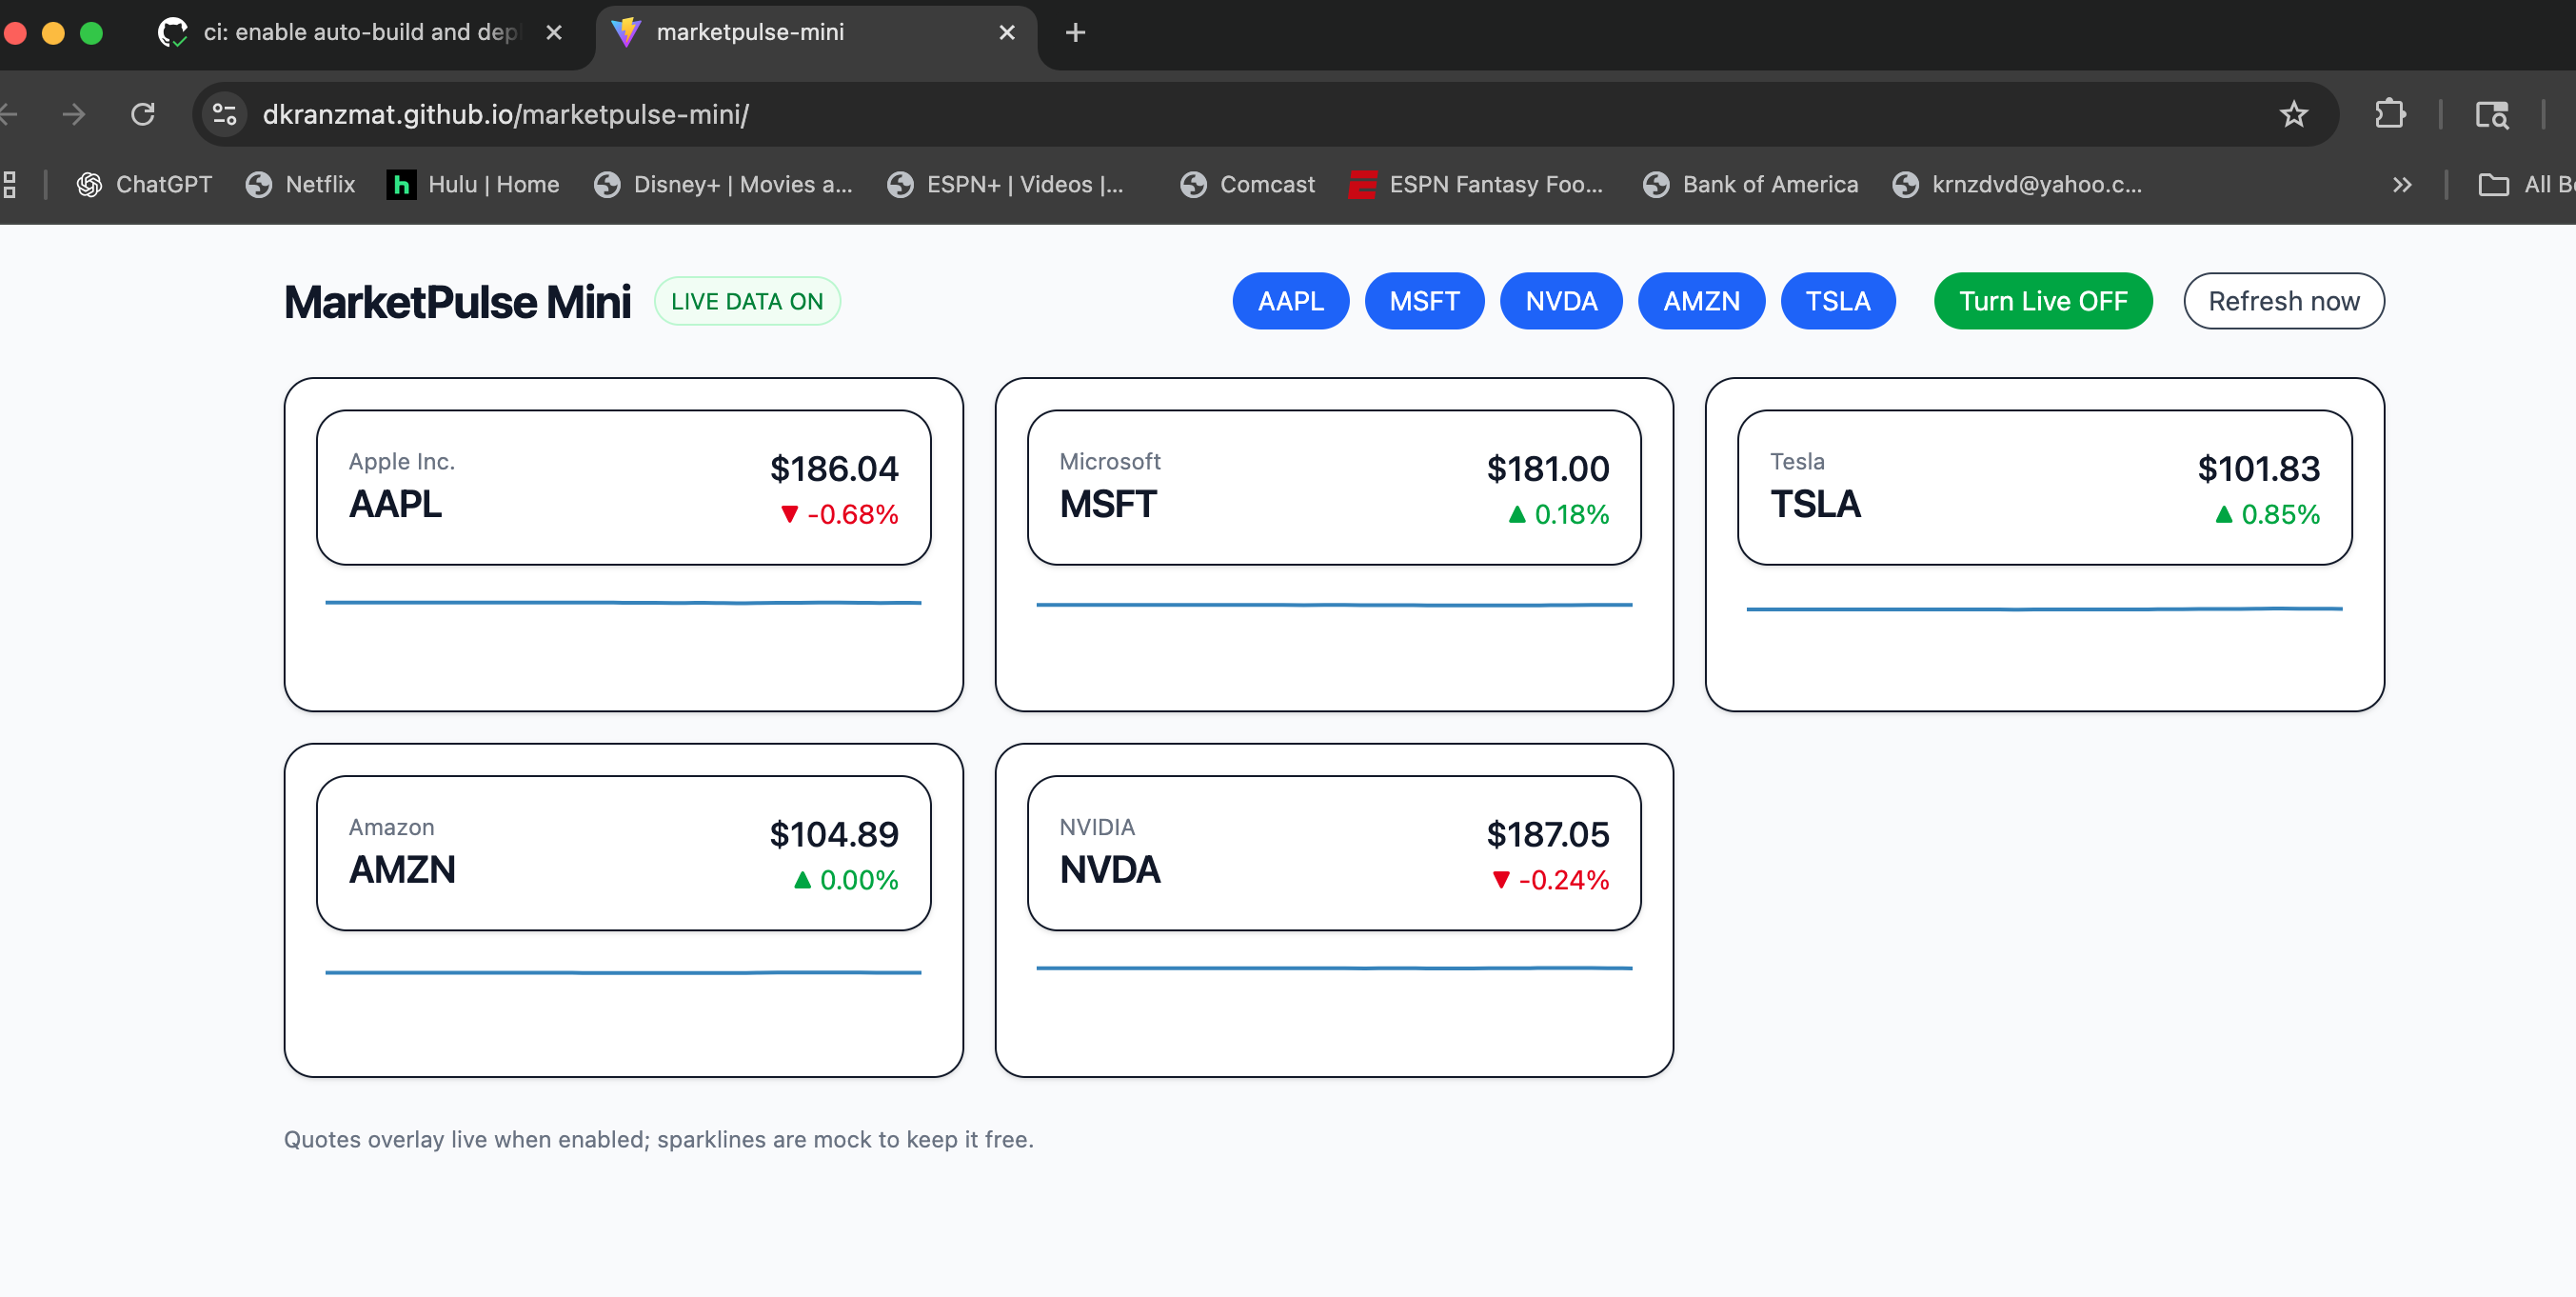 ci: enable auto-build and dep
marketpulse-mini
dkranzmat.github.io/marketpulse-mini/
ChatGPT Netflix h Hulu | Home Disney+ | Movies a... ESPN+ | Videos |... Comcast ESPN Fantasy Foo... Bank of America krnzdvd@yahoo.c... All B
MarketPulse Mini LIVE DATA ON AAPL MSFT NVDA AMZN TSLA Turn Live OFF Refresh now
Apple Inc.
AAPL
$186.04
▼ -0.68%
Microsoft
MSFT
$181.00
▲ 0.18%
Tesla
TSLA
$101.83
▲ 0.85%
Amazon
AMZN
$104.89
▲ 0.00%
NVIDIA
NVDA
$187.05
▼ -0.24%
Quotes overlay live when enabled; sparklines are mock to keep it free.